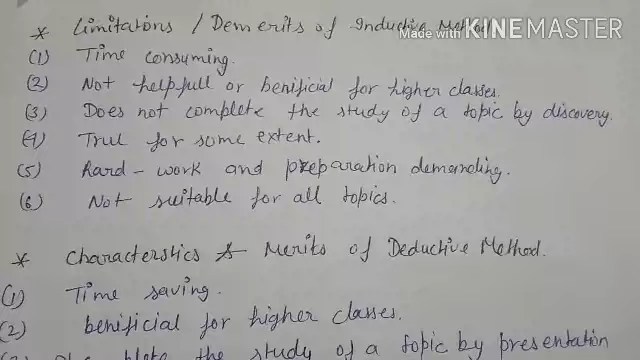 * Limitations / Demerits of Inductive Method
Made with KINEMASTER
(1) Time consuming.
(2) Not helpfull or benificial for higher classes.
(3) Does not complete the study of a topic by discovery.
(4) True for some extent.
(5) Rard-work and preparation demanding.
(6) Not suitable for all topics.
* Characterstics & Merits of Deductive Method.
(1) Time saving.
(2) benificial for higher classes.
the study of a topic by presentation